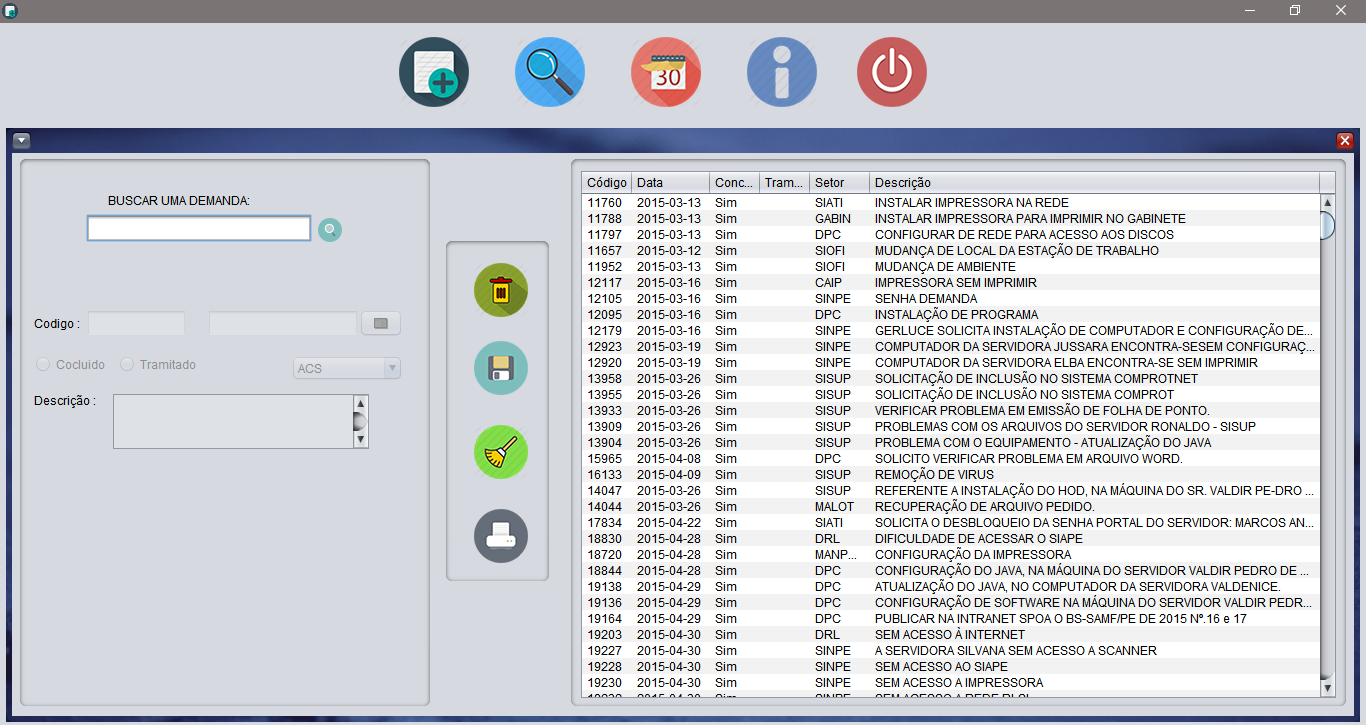 30
BUSCAR UMA DEMANDA:
Codigo :
Cocluido Tramitado ACS
Descrição :
Código Data Conc... Tram... Setor Descrição
11760 2015-03-13 Sim SIATI INSTALAR IMPRESSORA NA REDE
11788 2015-03-13 Sim GABIN INSTALAR IMPRESSORA PARA IMPRIMIR NO GABINETE
11797 2015-03-13 Sim DPC CONFIGURAR DE REDE PARA ACESSO AOS DISCOS
11657 2015-03-12 Sim SIOFI MUDANÇA DE LOCAL DA ESTAÇÃO DE TRABALHO
11952 2015-03-13 Sim SIOFI MUDANÇA DE AMBIENTE
12117 2015-03-16 Sim CAIP IMPRESSORA SEM IMPRIMIR
12105 2015-03-16 Sim SINPE SENHA DEMANDA
12095 2015-03-16 Sim DPC INSTALAÇÃO DE PROGRAMA
12179 2015-03-16 Sim SINPE GERLUCE SOLICITA INSTALAÇÃO DE COMPUTADOR E CONFIGURAÇÃO DE...
12923 2015-03-19 Sim SINPE COMPUTADOR DA SERVIDORA JUSSARA ENCONTRA-SESEM CONFIGURAÇ...
12920 2015-03-19 Sim SINPE COMPUTADOR DA SERVIDORA ELBA ENCONTRA-SE SEM IMPRIMIR
13958 2015-03-26 Sim SISUP SOLICITAÇÃO DE INCLUSÃO NO SISTEMA COMPROTNET
13955 2015-03-26 Sim SISUP SOLICITAÇÃO DE INCLUSÃO NO SISTEMA COMPROT
13933 2015-03-26 Sim SISUP VERIFICAR PROBLEMA EM EMISSÃO DE FOLHA DE PONTO.
13909 2015-03-26 Sim SISUP PROBLEMAS COM OS ARQUIVOS DO SERVIDOR RONALDO - SISUP
13904 2015-03-26 Sim SISUP PROBLEMA COM O EQUIPAMENTO - ATUALIZAÇÃO DO JAVA
15965 2015-04-08 Sim DPC SOLICITO VERIFICAR PROBLEMA EM ARQUIVO WORD.
16133 2015-04-09 Sim SISUP REMOÇÃO DE VIRUS
14047 2015-03-26 Sim SISUP REFERENTE A INSTALAÇÃO DO HOD, NA MÁQUINA DO SR. VALDIR PE-DRO ...
14044 2015-03-26 Sim MALOT RECUPERAÇÃO DE ARQUIVO PEDIDO.
17834 2015-04-22 Sim SIATI SOLICITA O DESBLOQUEIO DA SENHA PORTAL DO SERVIDOR: MARCOS AN...
18830 2015-04-28 Sim DRL DIFICULDADE DE ACESSAR O SIAPE
18720 2015-04-28 Sim MANP... CONFIGURAÇÃO DA IMPRESSORA
18844 2015-04-28 Sim DPC CONFIGURAÇÃO DO JAVA, NA MÁQUINA DO SERVIDOR VALDIR PEDRO DE ...
19138 2015-04-29 Sim DPC ATUALIZAÇÃO DO JAVA, NO COMPUTADOR DA SERVIDORA VALDENICE.
19136 2015-04-29 Sim DPC CONFIGURAÇÃO DE SOFTWARE NA MÁQUINA DO SERVIDOR VALDIR PEDR...
19164 2015-04-29 Sim DPC PUBLICAR NA INTRANET SPOA O BS-SAMF/PE DE 2015 Nº.16 e 17
19203 2015-04-30 Sim DRL SEM ACESSO À INTERNET
19227 2015-04-30 Sim SINPE A SERVIDORA SILVANA SEM ACESSO A SCANNER
19228 2015-04-30 Sim SINPE SEM ACESSO AO SIAPE
19230 2015-04-30 Sim SINPE SEM ACESSO A IMPRESSORA